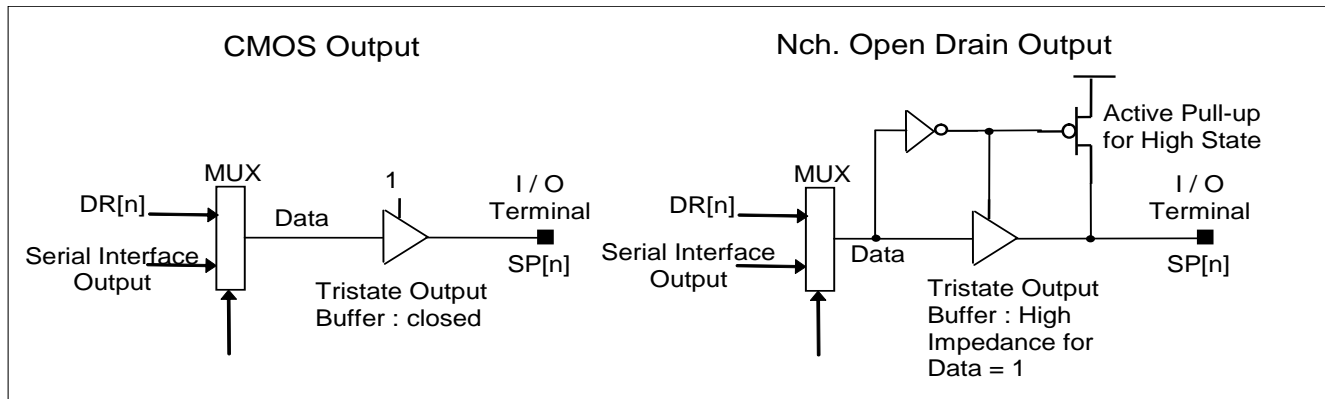 CMOS Output
MUX
DR[n]
Serial Interface
Output
Data
1
I / O
Terminal
SP[n]
Tristate Output
Buffer : closed
Nch. Open Drain Output
Active Pull-up
for High State
MUX
DR[n]
Serial Interface
Output
Data
I / O
Terminal
SP[n]
Tristate Output
Buffer : High
Impedance for
Data = 1